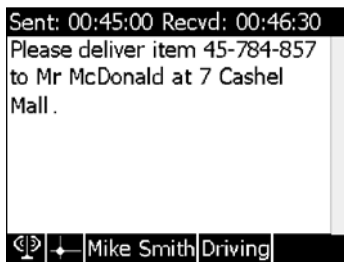 Sent: 00:45:00 Recvd: 00:46:30
Please deliver item 45-784-857
to Mr McDonald at 7 Cashel
Mall.
Mike Smith Driving